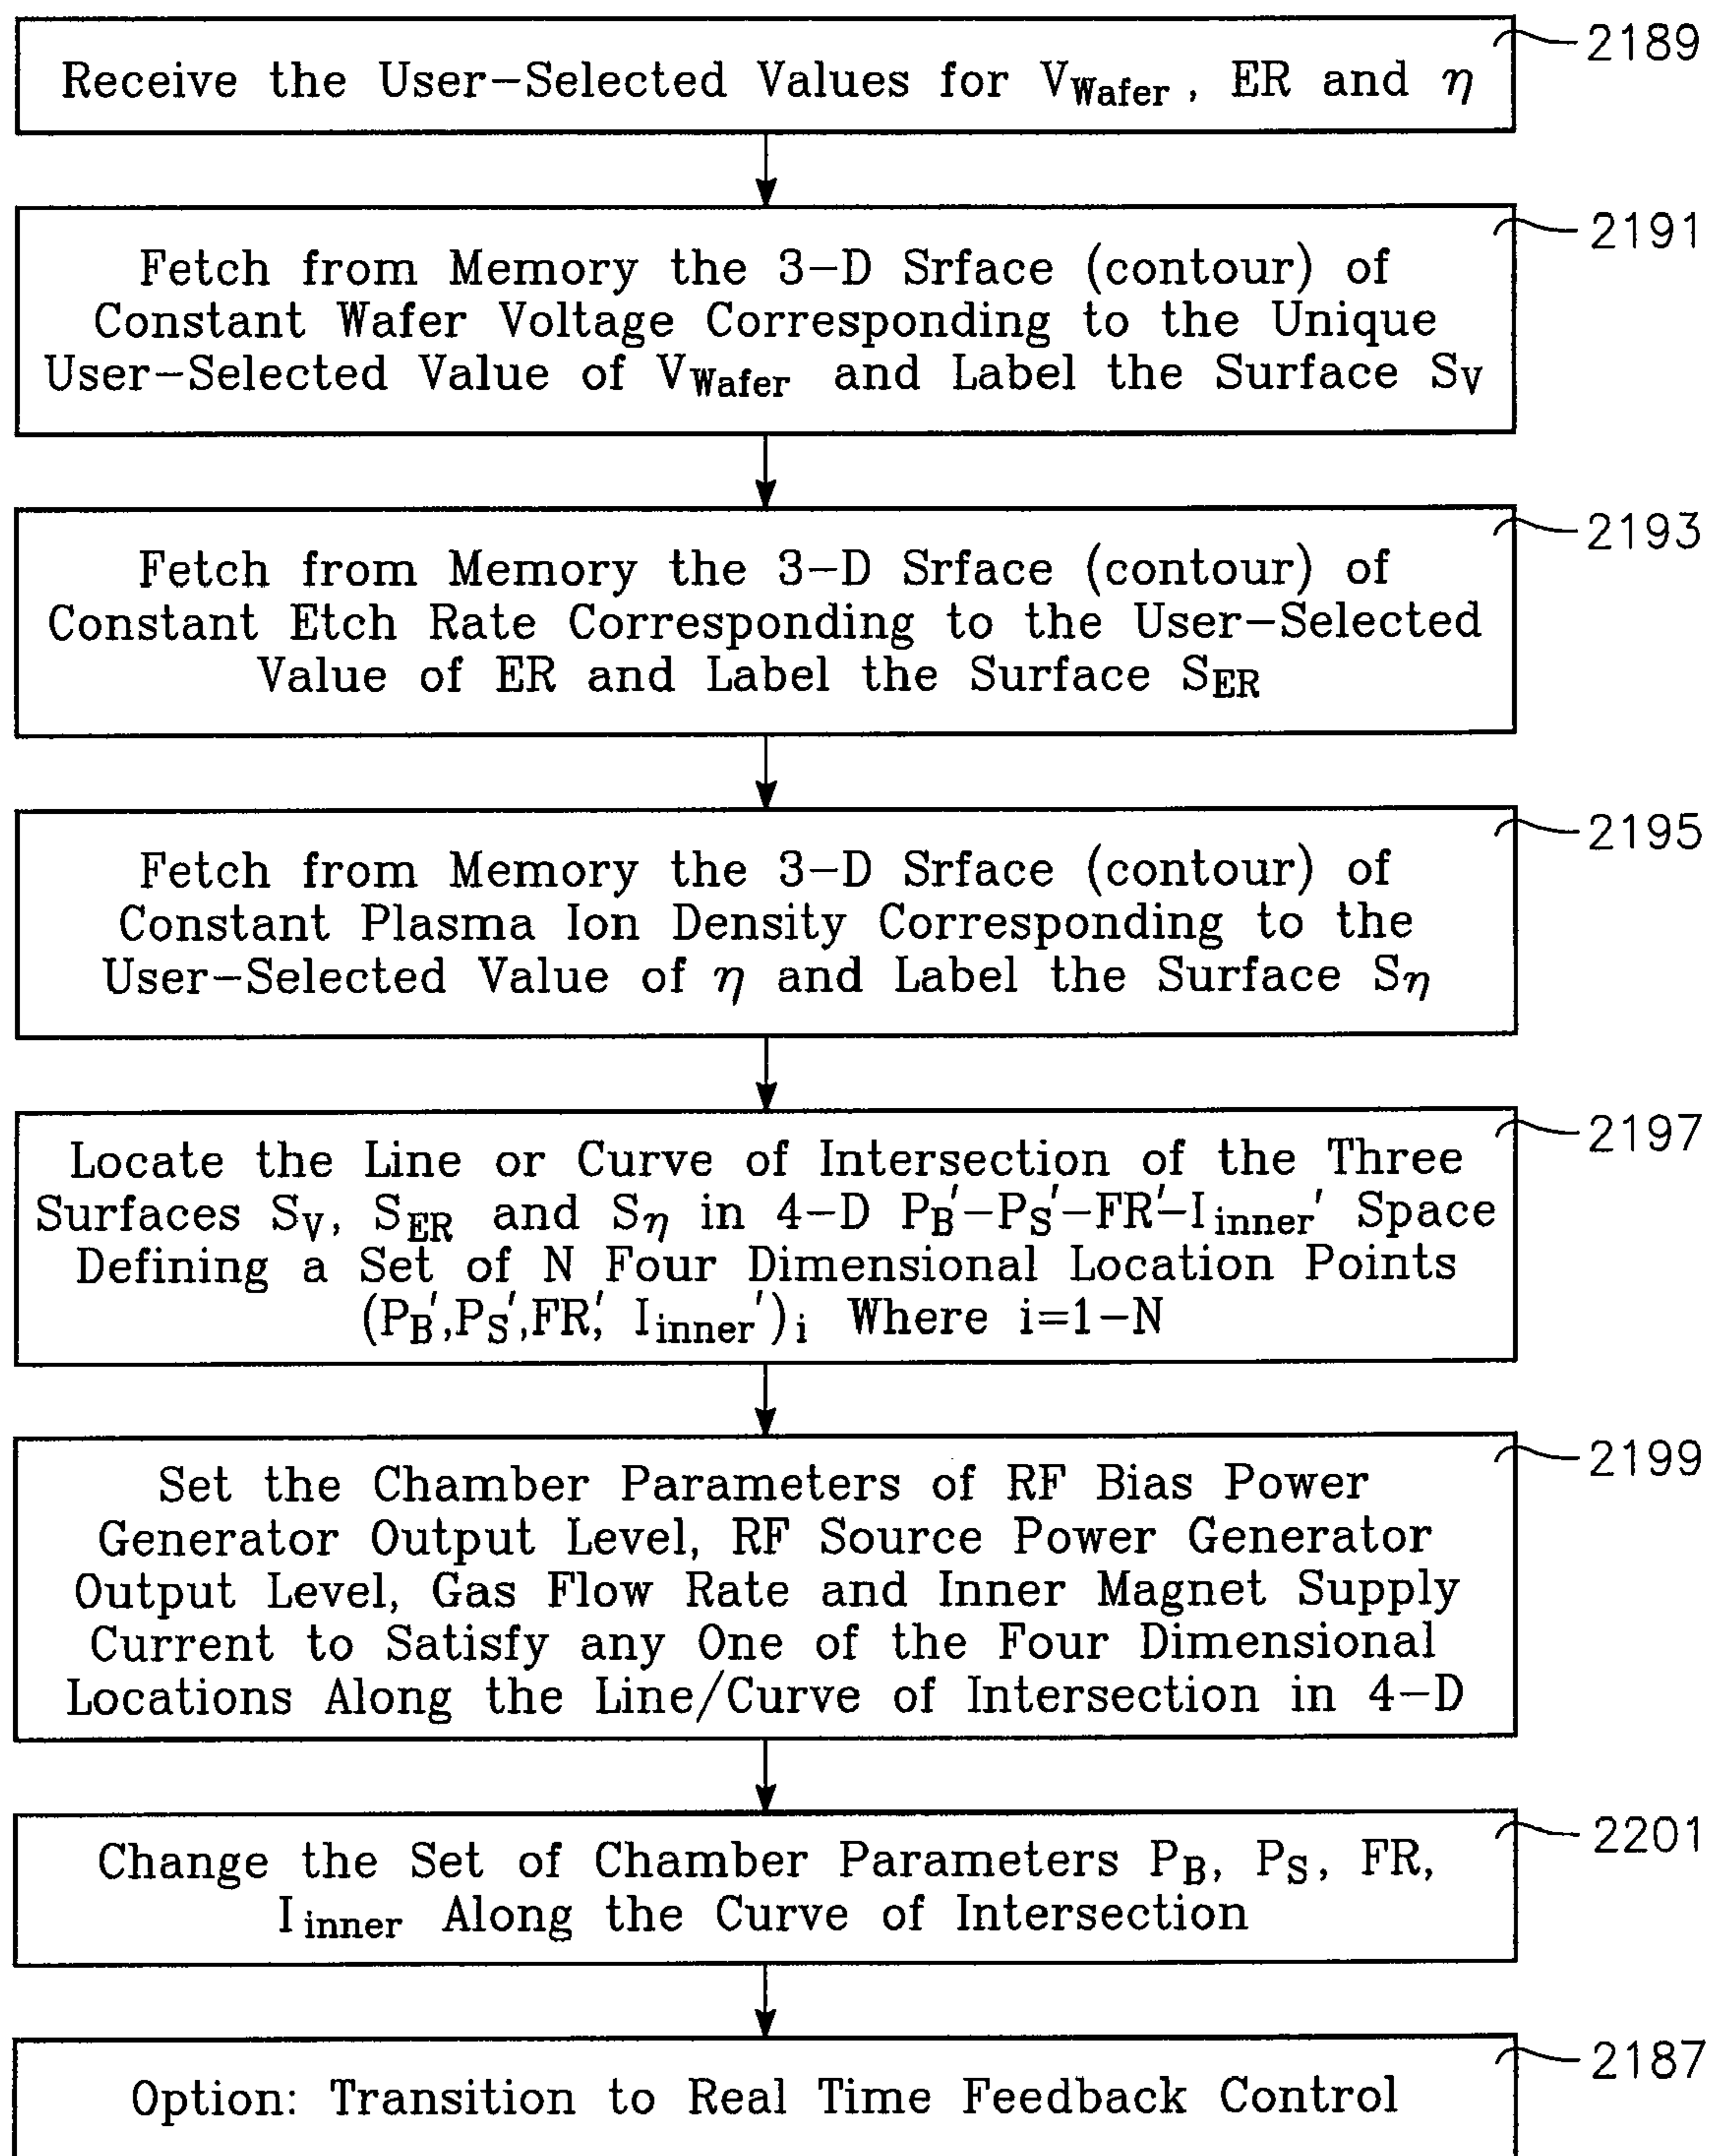 2189
Receive the User-Selected Values for VWafer, ER and η
2191
Fetch from Memory the 3-D Srface (contour) of
Constant Wafer Voltage Corresponding to the Unique
User-Selected Value of VWafer and Label the Surface SV
2193
Fetch from Memory the 3-D Srface (contour) of
Constant Etch Rate Corresponding to the User-Selected
Value of ER and Label the Surface SER
2195
Fetch from Memory the 3-D Srface (contour) of
Constant Plasma Ion Density Corresponding to the
User-Selected Value of η and Label the Surface Sη
2197
Locate the Line or Curve of Intersection of the Three
Surfaces SV, SER and Sη in 4-D PB'-PS'-FR'-Iinner' Space
Defining a Set of N Four Dimensional Location Points
(PB',PS',FR', Iinner')i Where i=1-N
2199
Set the Chamber Parameters of RF Bias Power
Generator Output Level, RF Source Power Generator
Output Level, Gas Flow Rate and Inner Magnet Supply
Current to Satisfy any One of the Four Dimensional
Locations Along the Line/Curve of Intersection in 4-D
2201
Change the Set of Chamber Parameters PB, PS, FR,
Iinner Along the Curve of Intersection
2187
Option: Transition to Real Time Feedback Control